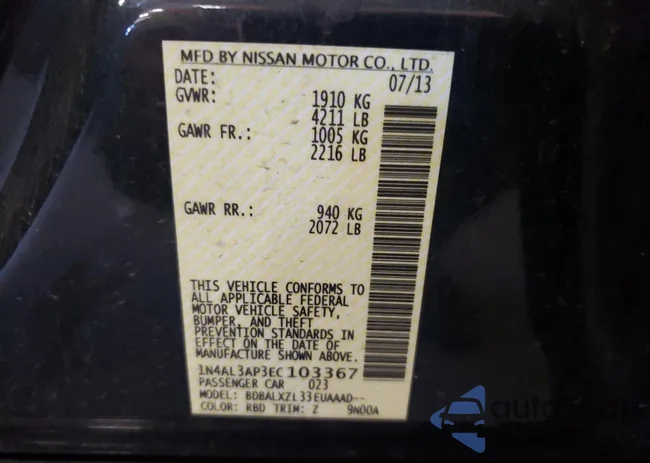 MFD BY NISSAN MOTOR CO., LTD.
DATE: 07/13
GVWR: 1910 KG
4211 LB
GAWR FR.: 1005 KG
2216 LB
GAWR RR.: 940 KG
2072 LB
THIS VEHICLE CONFORMS TO
ALL APPLICABLE FEDERAL
MOTOR VEHICLE SAFETY,
BUMPER, AND THEFT
PREVENTION STANDARDS IN
EFFECT ON THE DATE OF
MANUFACTURE SHOWN ABOVE.
1N4AL3AP3EC103367
PASSENGER CAR 023
MODEL: BDBALXZL33EUAAAD--
COLOR: RBD TRIM: Z 9N00A